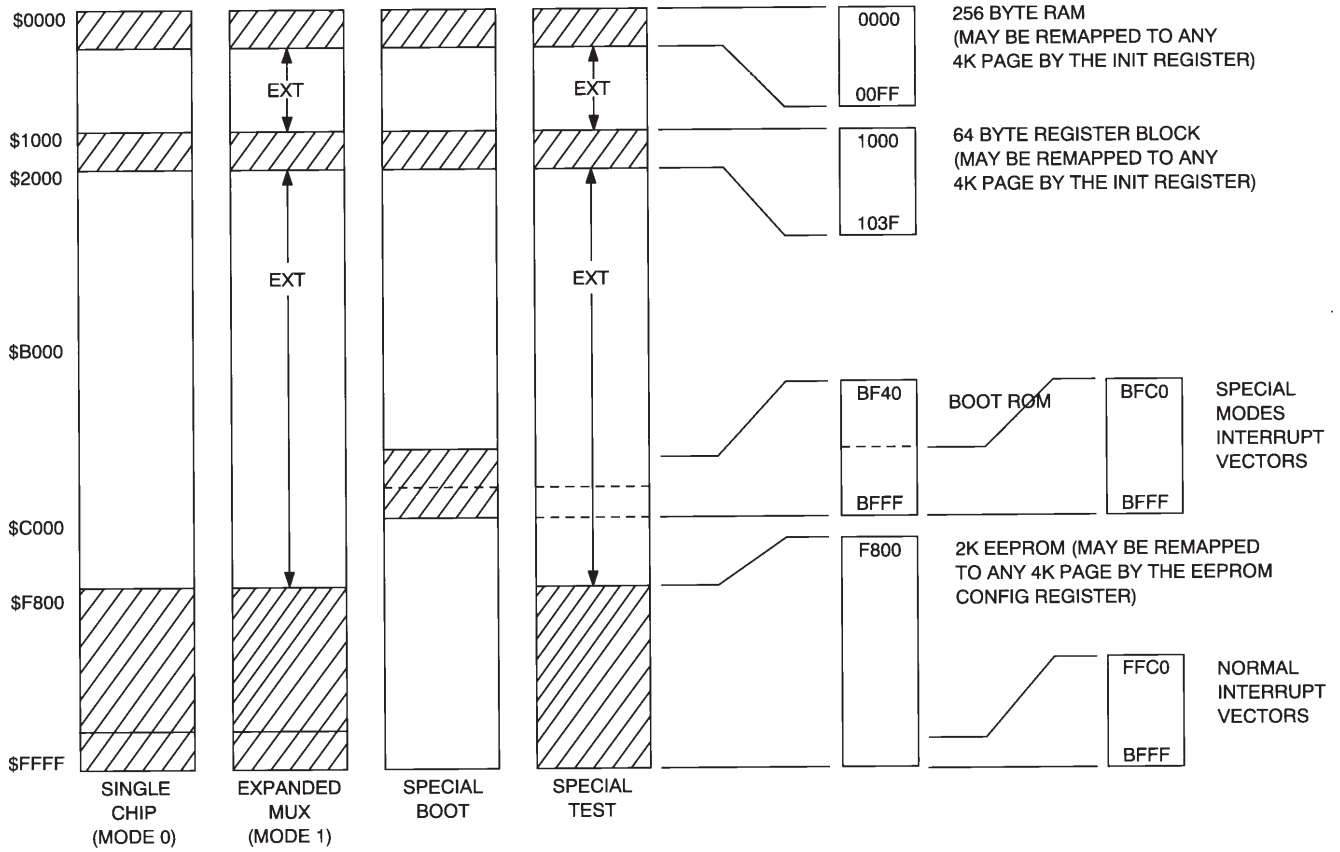 $0000
$1000
$2000
$B000
$C000
$F800
$FFFF
EXT
EXT
EXT
EXT
SINGLE
CHIP
(MODE 0)
EXPANDED
MUX
(MODE 1)
SPECIAL
BOOT
SPECIAL
TEST
0000
00FF
256 BYTE RAM
(MAY BE REMAPPED TO ANY
4K PAGE BY THE INIT REGISTER)
1000
103F
64 BYTE REGISTER BLOCK
(MAY BE REMAPPED TO ANY
4K PAGE BY THE INIT REGISTER)
BF40
BFFF
BOOT ROM
BFC0
BFFF
SPECIAL
MODES
INTERRUPT
VECTORS
F800
2K EEPROM (MAY BE REMAPPED
TO ANY 4K PAGE BY THE EEPROM
CONFIG REGISTER)
FFC0
BFFF
NORMAL
INTERRUPT
VECTORS